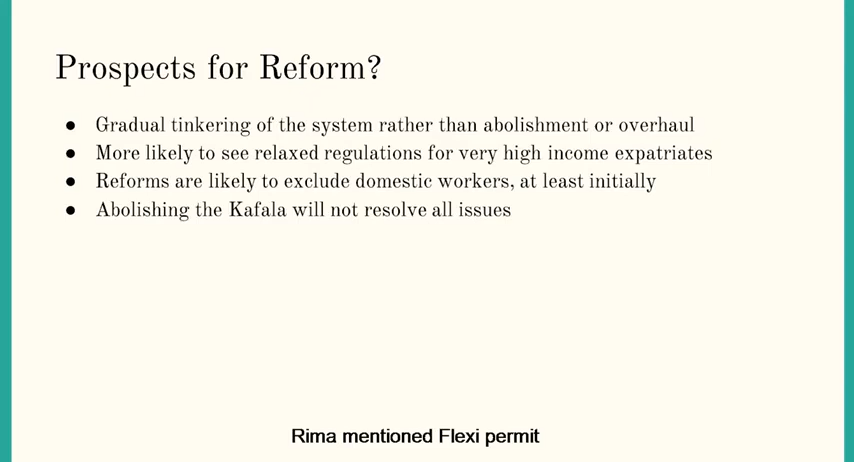 Prospects for Reform?
● Gradual tinkering of the system rather than abolishment or overhaul
● More likely to see relaxed regulations for very high income expatriates
● Reforms are likely to exclude domestic workers, at least initially
● Abolishing the Kafala will not resolve all issues
Rima mentioned Flexi permit